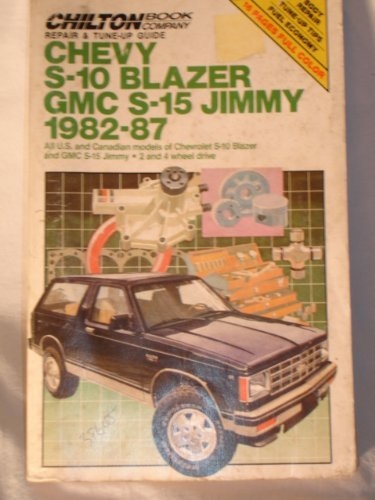 CHILTON BOOK COMPANY
REPAIR & TUNE-UP GUIDE
BODY
REPAIR
TUNE-UP TIPS
FUEL ECONOMY
16 PAGES FULL COLOR
CHEVY
S-10 BLAZER
GMC S-15 JIMMY
1982-87
All U.S. and Canadian models of Chevrolet S-10 Blazer
and GMC S-15 Jimmy • 2 and 4 wheel drive